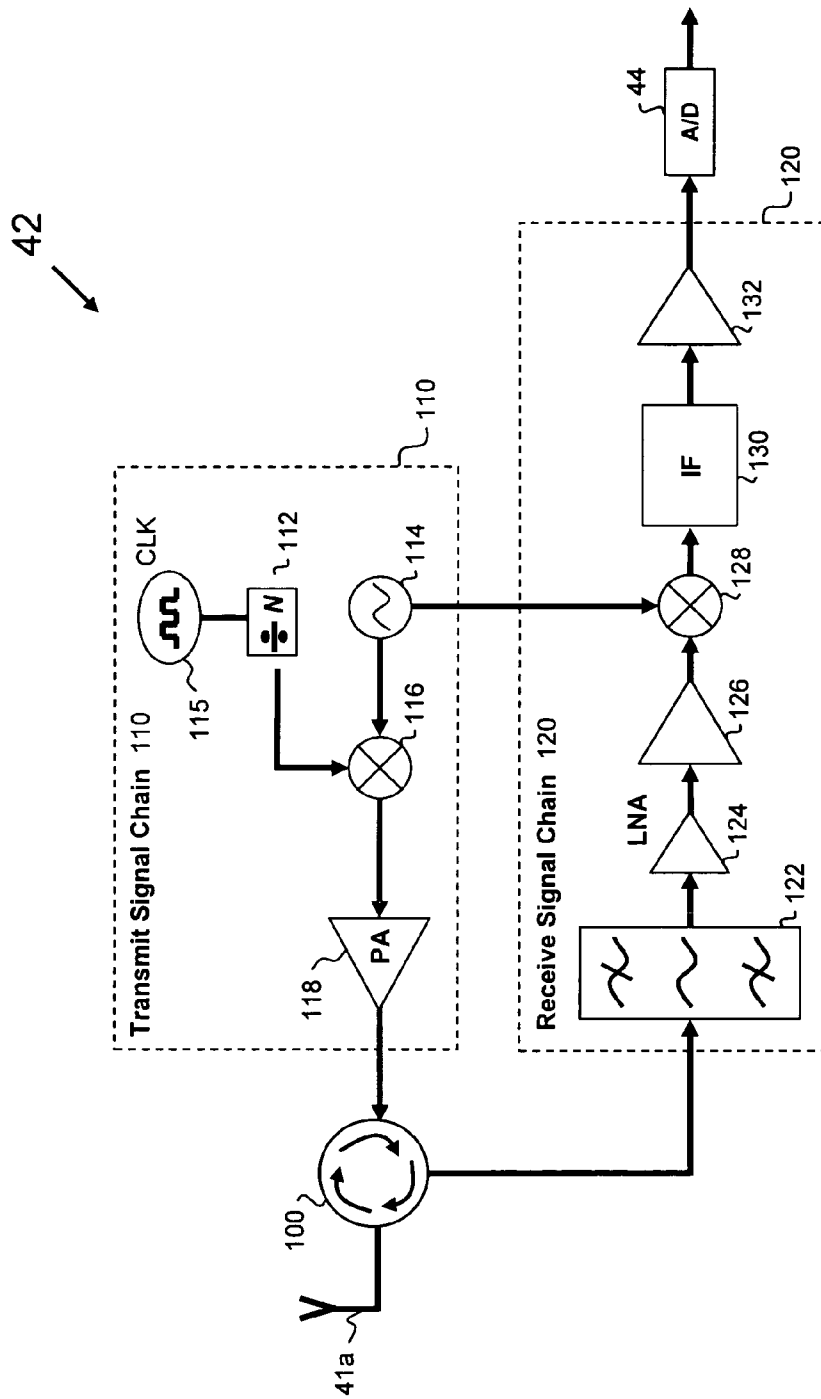 42
Transmit Signal Chain 110
CLK
115
112
÷ N
114
116
118
PA
110
100
41a
Receive Signal Chain 120
122
LNA
124
126
128
IF
130
132
120
44
A/D